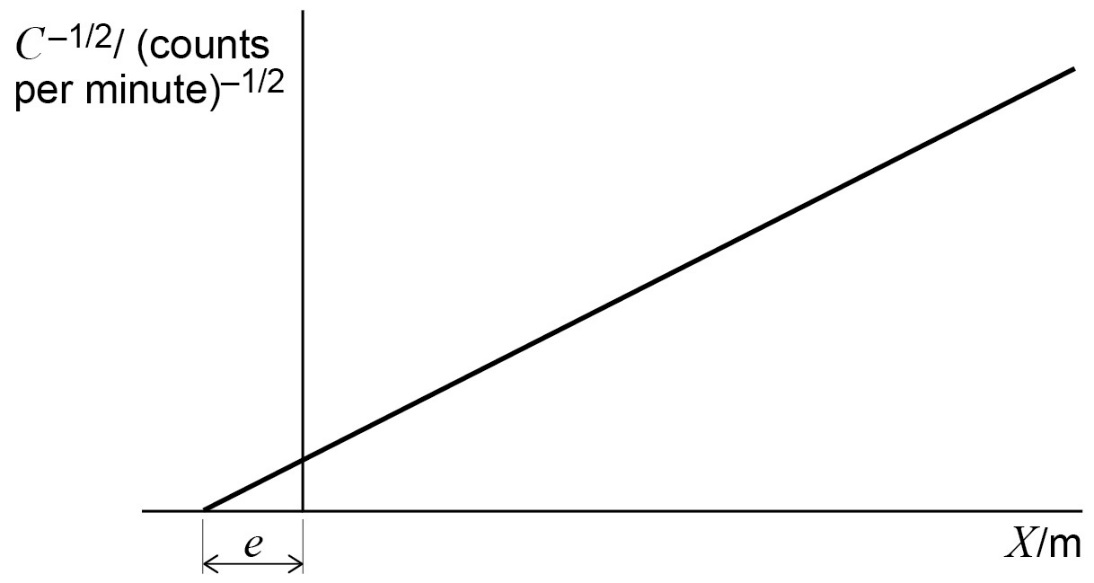 C–1/2/ (counts
per minute)–1/2
e
X/m